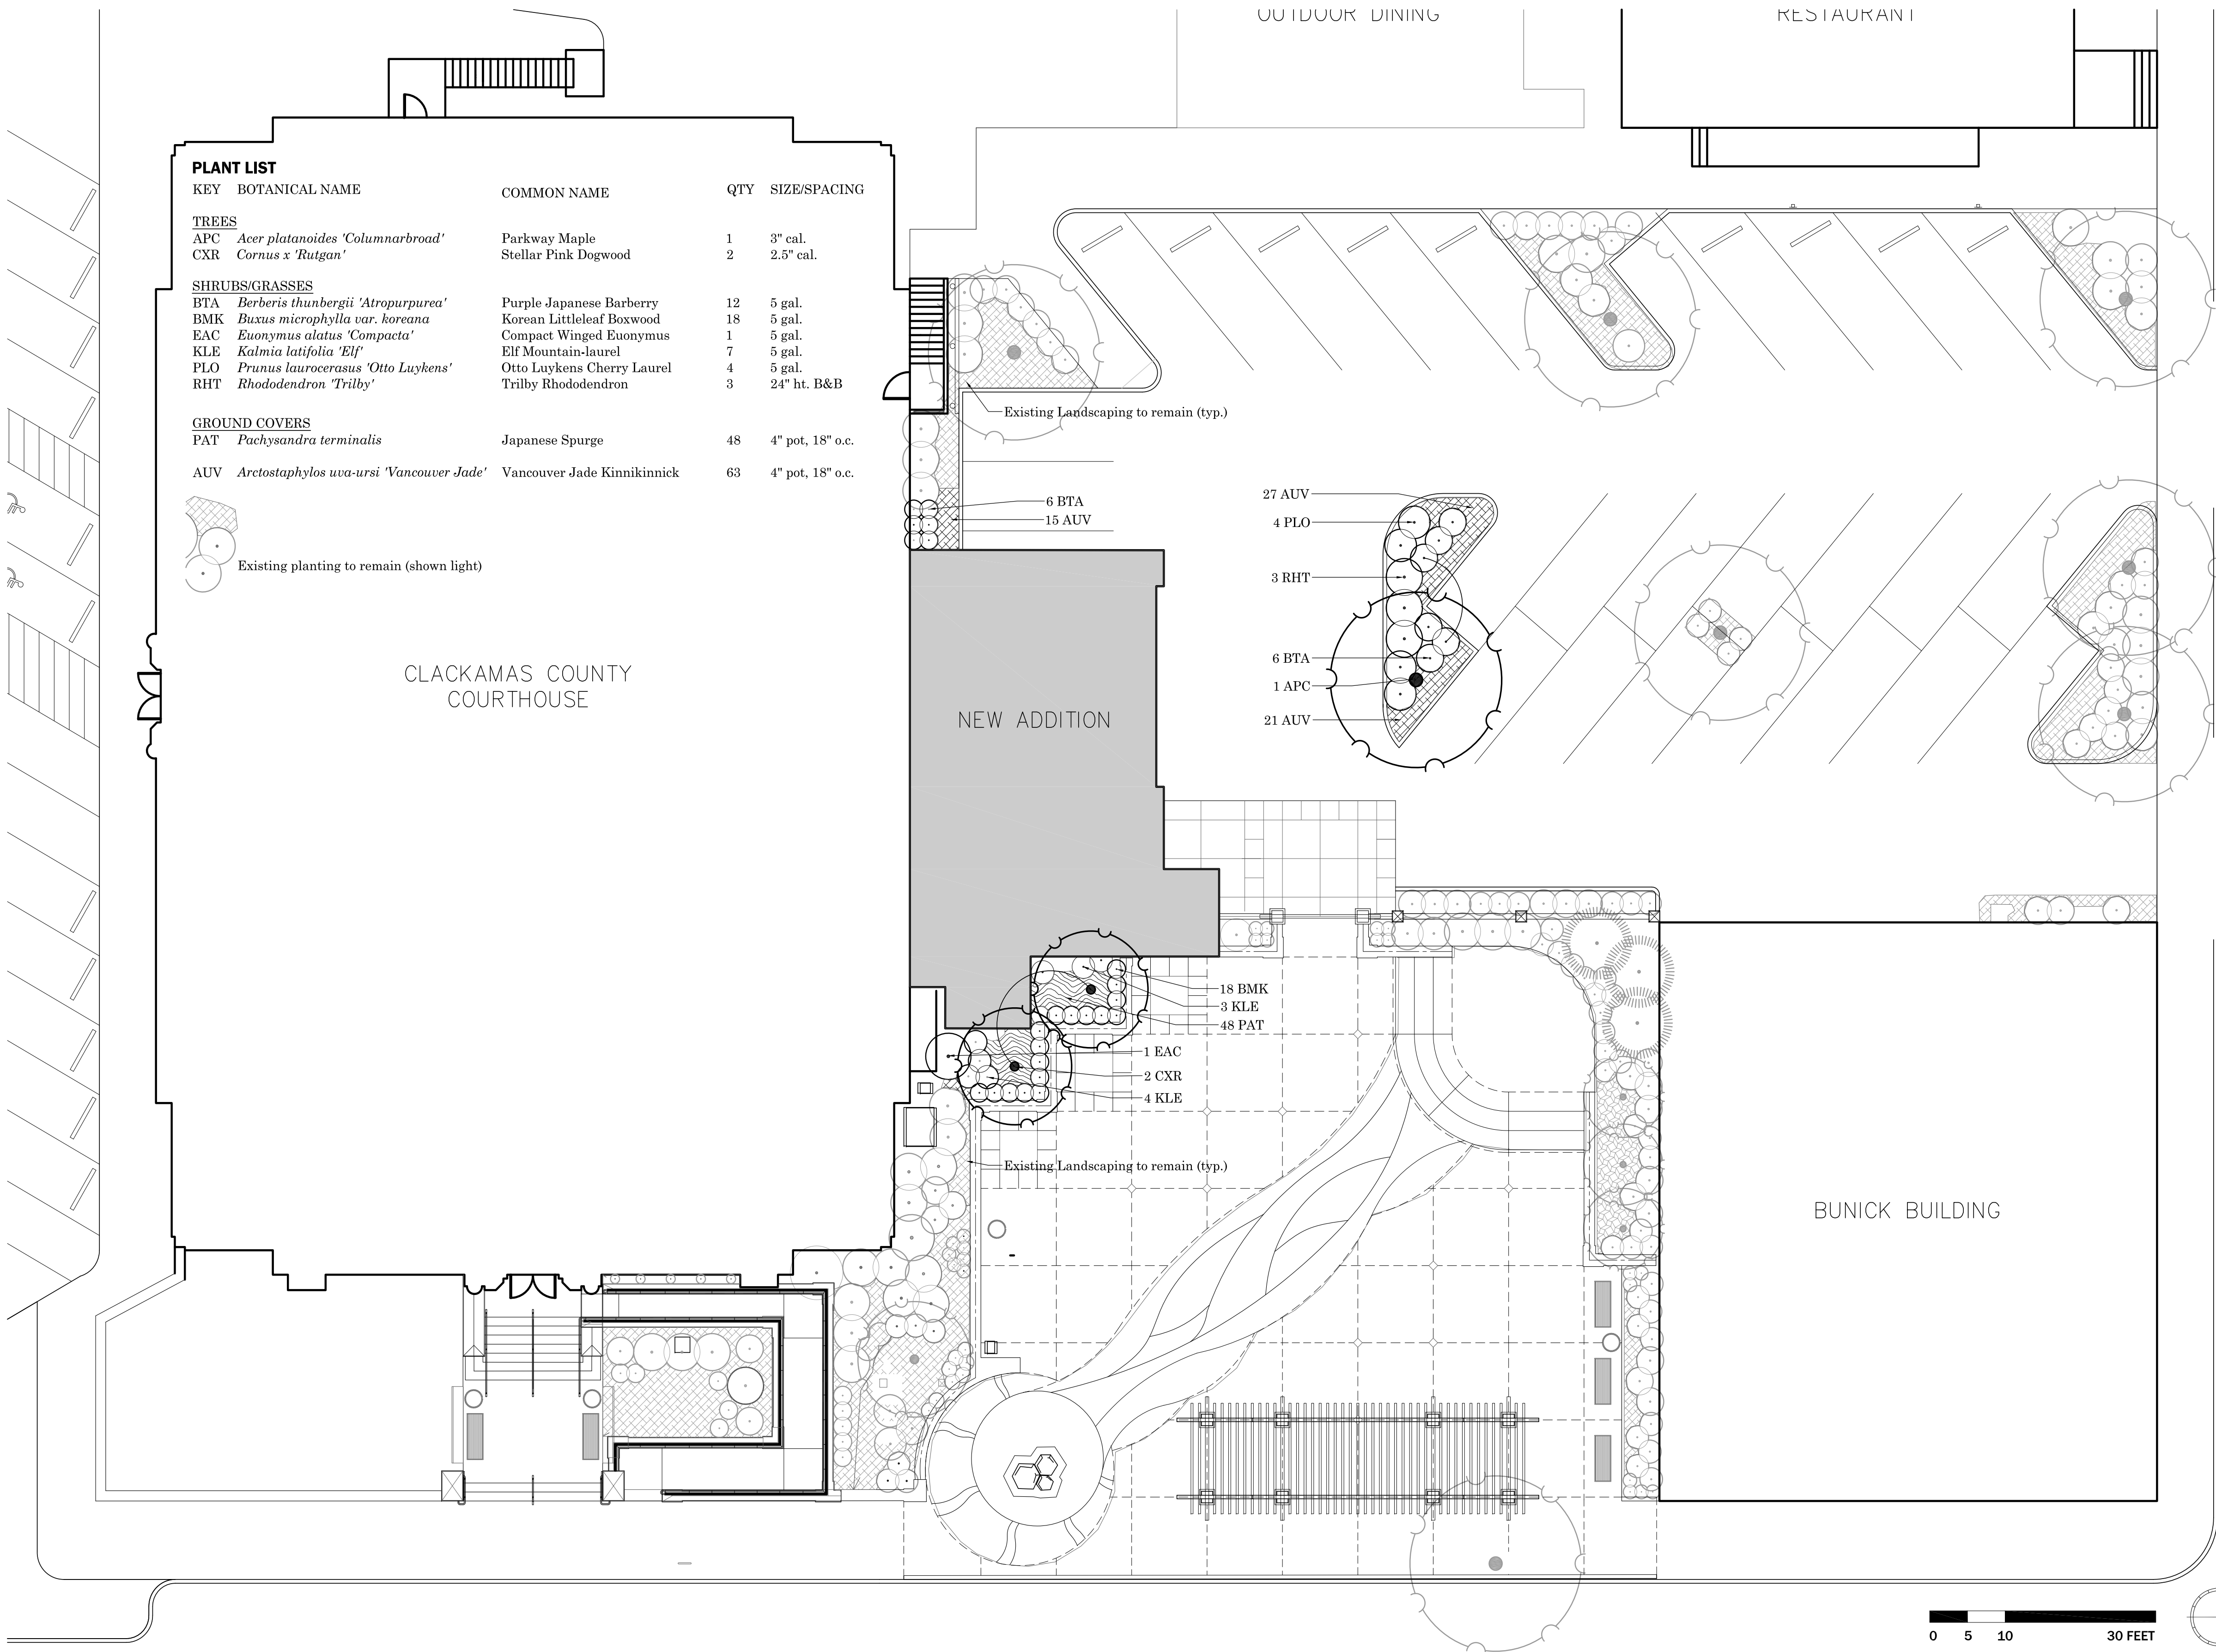 OUTDOOR DINING
RESTAURANT
PLANT LIST
KEY BOTANICAL NAME COMMON NAME QTY SIZE/SPACING
TREES
APC Acer platanoides 'Columnarbroad' Parkway Maple 1 3" cal.
CXR Cornus x 'Rutgan' Stellar Pink Dogwood 2 2.5" cal.
SHRUBS/GRASSES
BTA Berberis thunbergii 'Atropurpurea' Purple Japanese Barberry 12 5 gal.
BMK Buxus microphylla var. koreana Korean Littleleaf Boxwood 18 5 gal.
EAC Euonymus alatus 'Compacta' Compact Winged Euonymus 1 5 gal.
KLE Kalmia latifolia 'Elf' Elf Mountain-laurel 7 5 gal.
PLO Prunus laurocerasus 'Otto Luykens' Otto Luykens Cherry Laurel 4 5 gal.
RHT Rhododendron 'Trilby' Trilby Rhododendron 3 24" ht. B&B
GROUND COVERS
PAT Pachysandra terminalis Japanese Spurge 48 4" pot, 18" o.c.
AUV Arctostaphylos uva-ursi 'Vancouver Jade' Vancouver Jade Kinnikinnick 63 4" pot, 18" o.c.
Existing planting to remain (shown light)
Existing Landscaping to remain (typ.)
6 BTA
15 AUV
27 AUV
4 PLO
3 RHT
6 BTA
1 APC
21 AUV
CLACKAMAS COUNTY
COURTHOUSE
NEW ADDITION
18 BMK
3 KLE
48 PAT
1 EAC
2 CXR
4 KLE
Existing Landscaping to remain (typ.)
BUNICK BUILDING
0 5 10 30 FEET